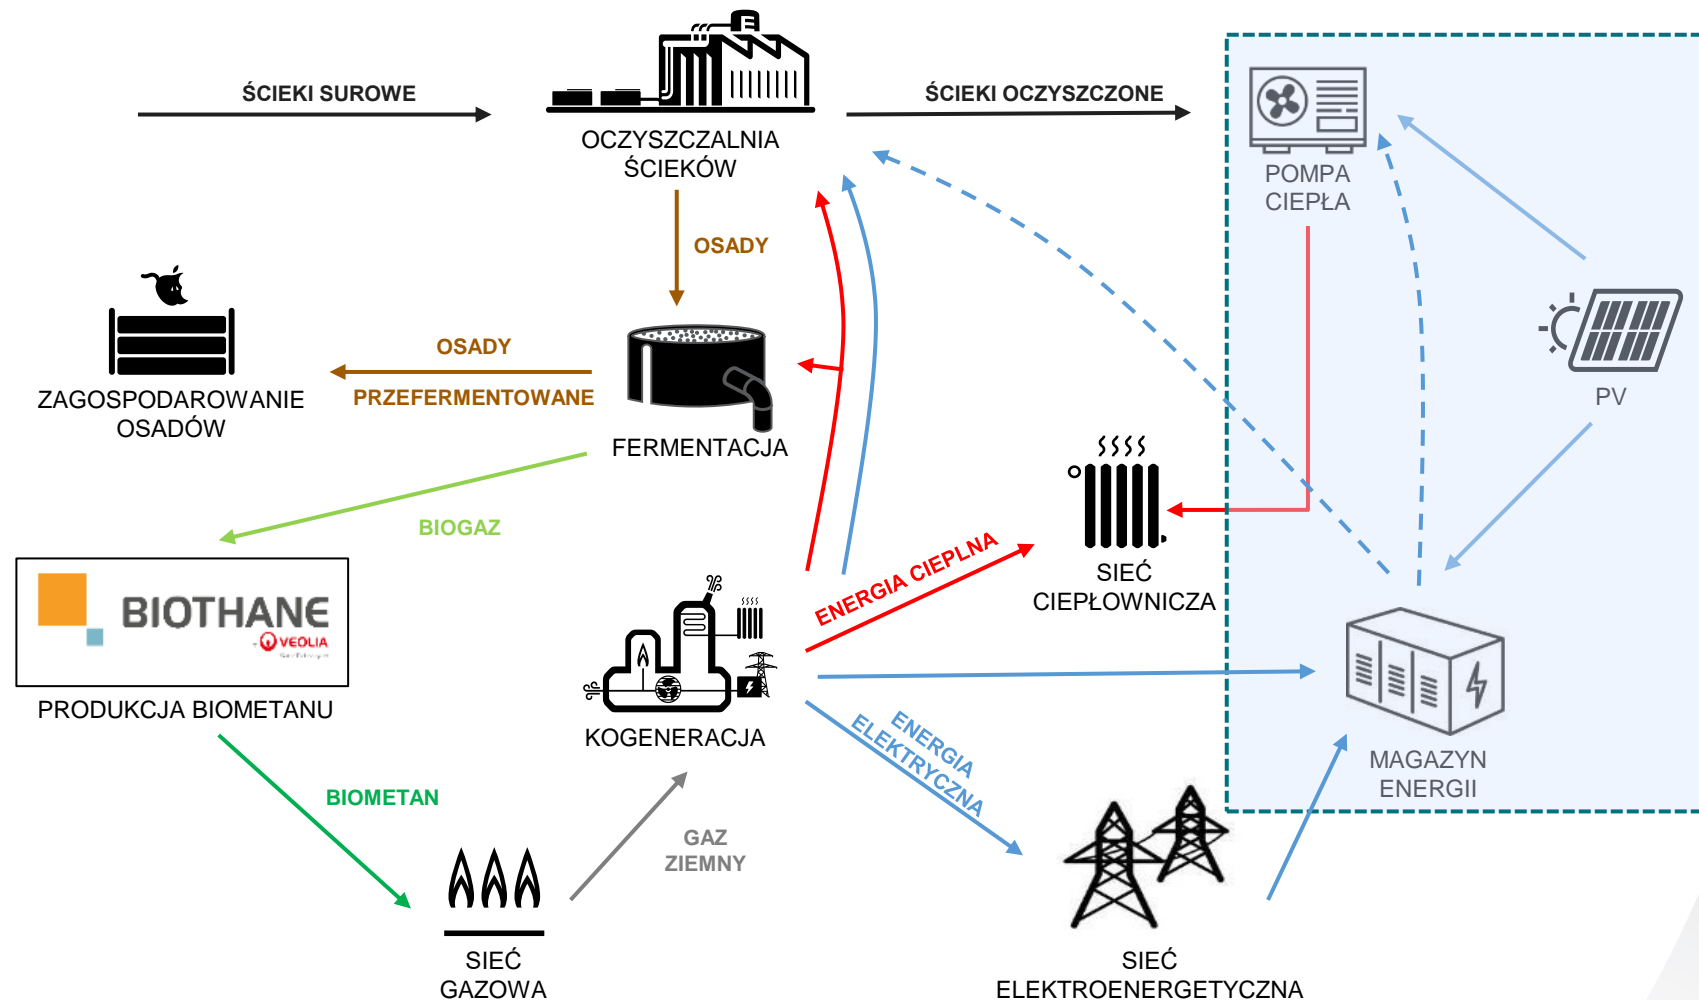 ŚCIEKI SUROWE
ŚCIEKI OCZYSZCZONE
OCZYSZCZALNIA
ŚCIEKÓW
POMPA
CIEPŁA
OSADY
OSADY
PRZEFERMENTOWANE
ZAGOSPODAROWANIE
OSADÓW
FERMENTACJA
PV
BIOGAZ
BIOTHANE
VEOLIA
PRODUKCJA BIOMETANU
ENERGIA CIEPLNA
SIEĆ
CIEPŁOWNICZA
KOGENERACJA
ENERGIA
ELEKTRYCZNA
MAGAZYN
ENERGII
BIOMETAN
GAZ
ZIEMNY
SIEĆ
GAZOWA
SIEĆ
ELEKTROENERGETYCZNA